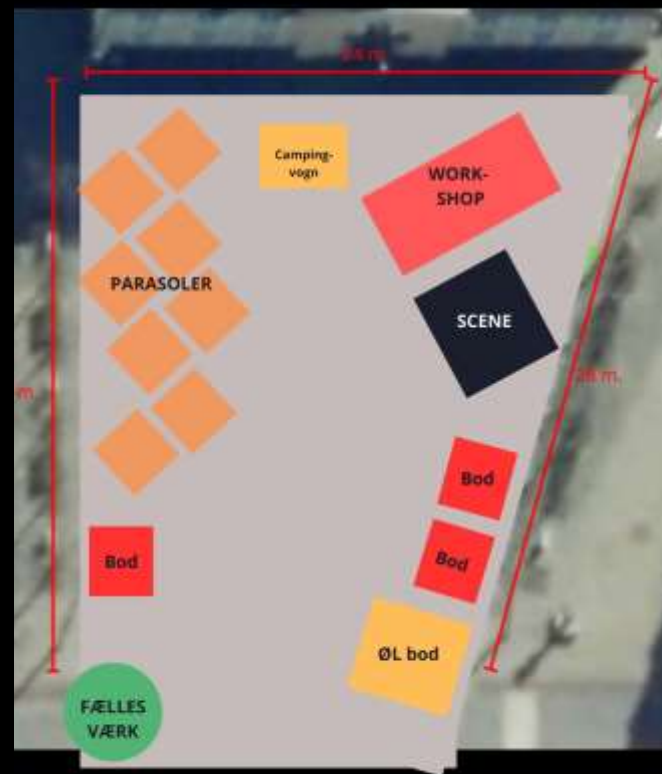 m.
Camping-
vogn
WORK-
SHOP
PARASOLER
SCENE
m
m.
Bod
Bod
Bod
ØL bod
FÆLLES
VÆRK